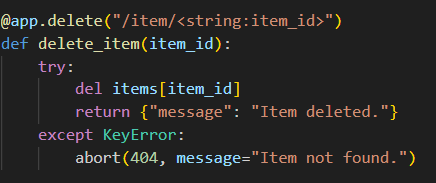 @app.delete("/item/<string:item_id>")
def delete_item(item_id):
    try:
        del items[item_id]
        return {"message": "Item deleted."}
    except KeyError:
        abort(404, message="Item not found.")